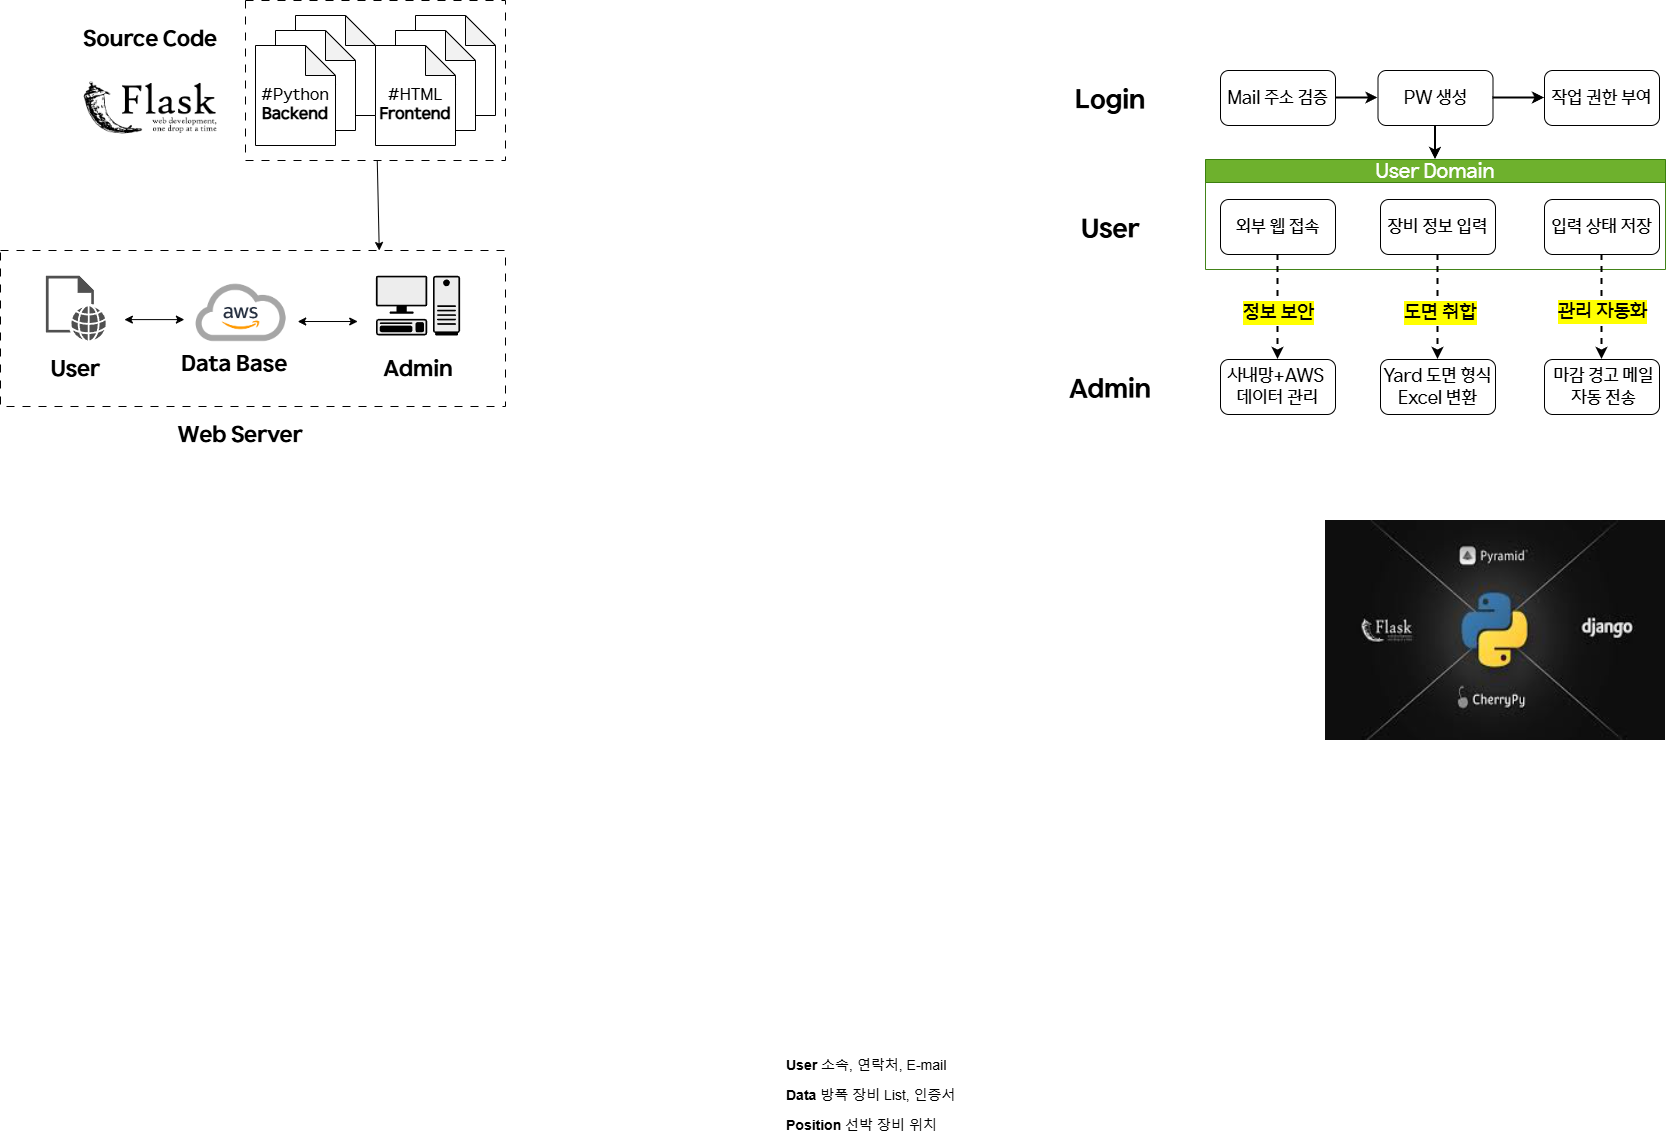 Source Code
Flask
web development,
one drop at a time
#Python
Backend
#HTML
Frontend
User
aws
Data Base
Admin
Web Server
Login
Mail 주소 검증
PW 생성
작업 권한 부여
User Domain
User
외부 웹 접속
장비 정보 입력
입력 상태 저장
정보 보안
도면 취합
관리 자동화
Admin
사내망+AWS
데이터 관리
Yard 도면 형식
Excel 변환
마감 경고 메일
자동 전송
Pyramid
Flask
django
CherryPy
User 소속, 연락처, E-mail
Data 방폭 장비 List, 인증서
Position 선박 장비 위치